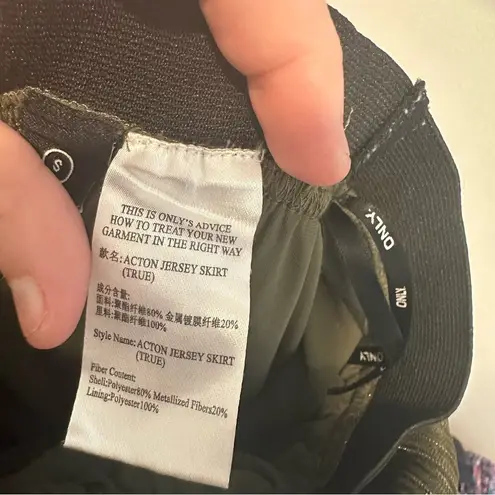 S
THIS IS ONLY'S ADVICE
HOW TO TREAT YOUR NEW
GARMENT IN THE RIGHT WAY
款名:ACTON JERSEY SKIRT
(TRUE)
成分含量:
面料:聚酯纤维80% 金属镀膜纤维20%
里料:聚酯纤维100%
Style Name:ACTON JERSEY SKIRT
(TRUE)
Fiber Content:
Shell:Polyester80% Metallized Fibers20%
Lining:Polyester100%
ONLY
ONLY